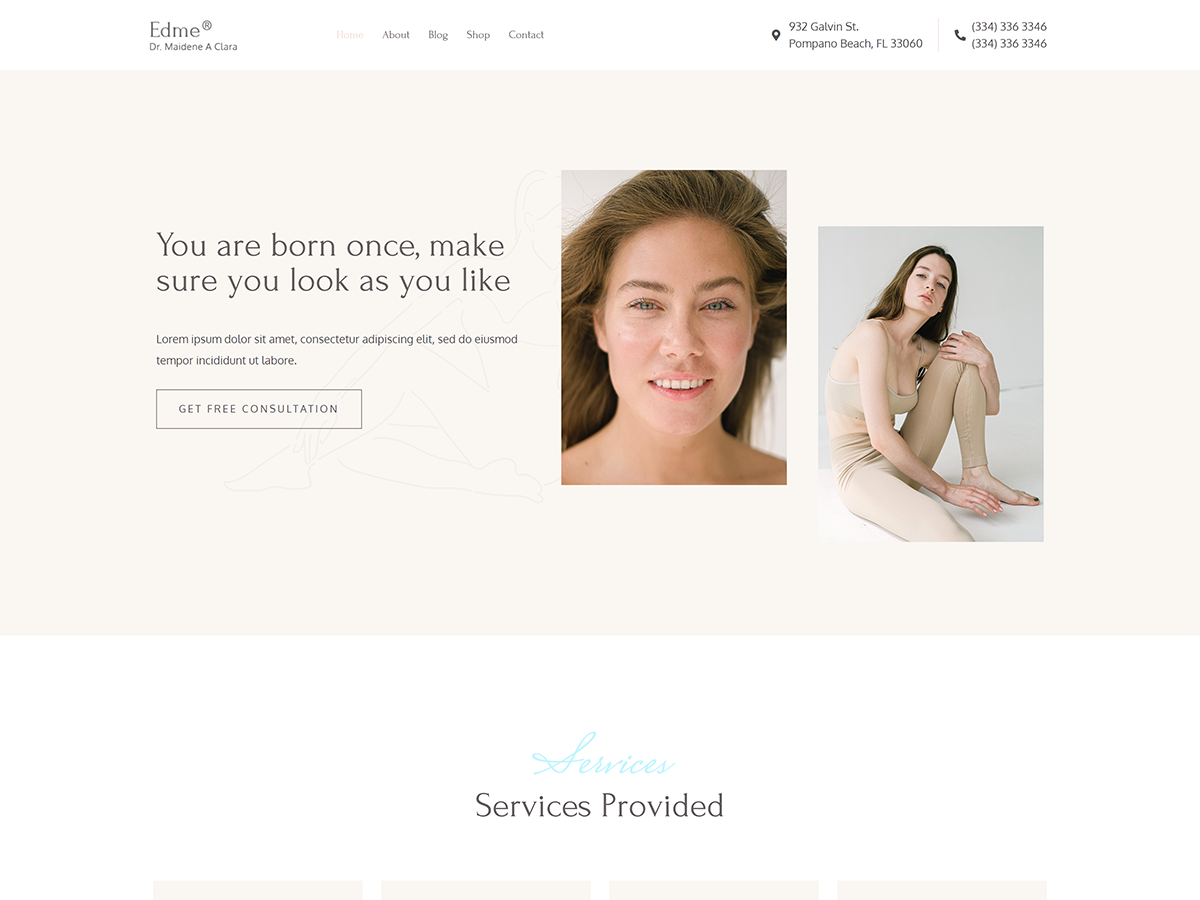 Edme®
Dr. Maidene A Clara
Home About Blog Shop Contact
932 Galvin St.
Pompano Beach, FL 33060
(334) 336 3346
(334) 336 3346
You are born once, make
sure you look as you like
Lorem ipsum dolor sit amet, consectetur adipiscing elit, sed do eiusmod
tempor incididunt ut labore.
GET FREE CONSULTATION
Services
Services Provided